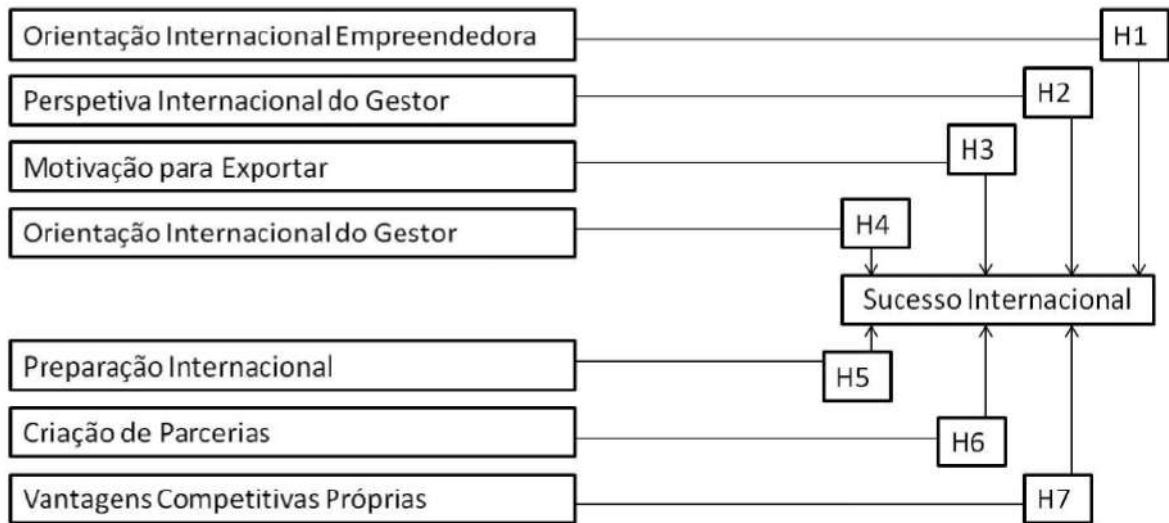 Orientação Internacional Empreendedora
H1
Perspetiva Internacional do Gestor
H2
Motivação para Exportar
H3
Orientação Internacional do Gestor
H4
Sucesso Internacional
Preparação Internacional
H5
Criação de Parcerias
H6
Vantagens Competitivas Próprias
H7